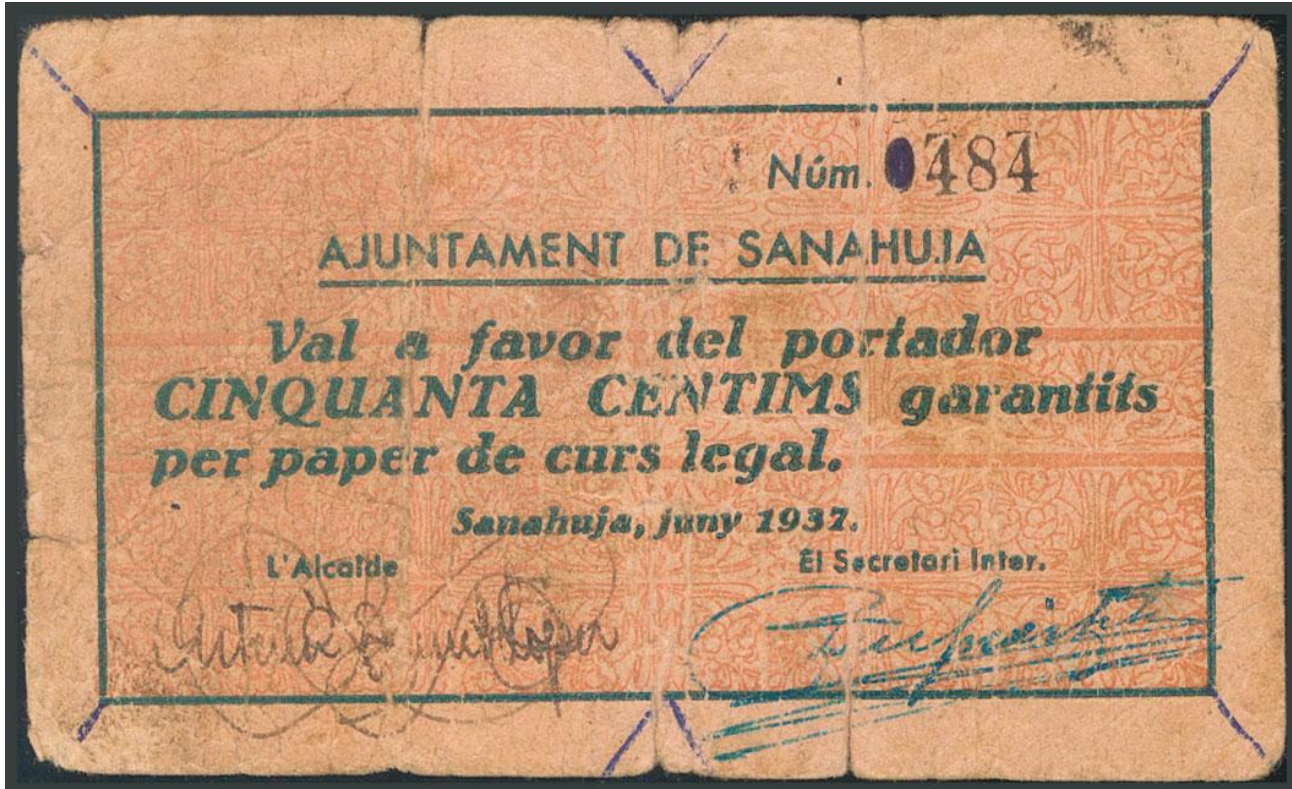 Núm. 0484
AJUNTAMENT DE SANAHUJA
Val a favor del portador
CINQUANTA CENTIMS garantits
per paper de curs legal.
Sanahuja, juny 1937.
L'Alcalde El Secretari Inter.